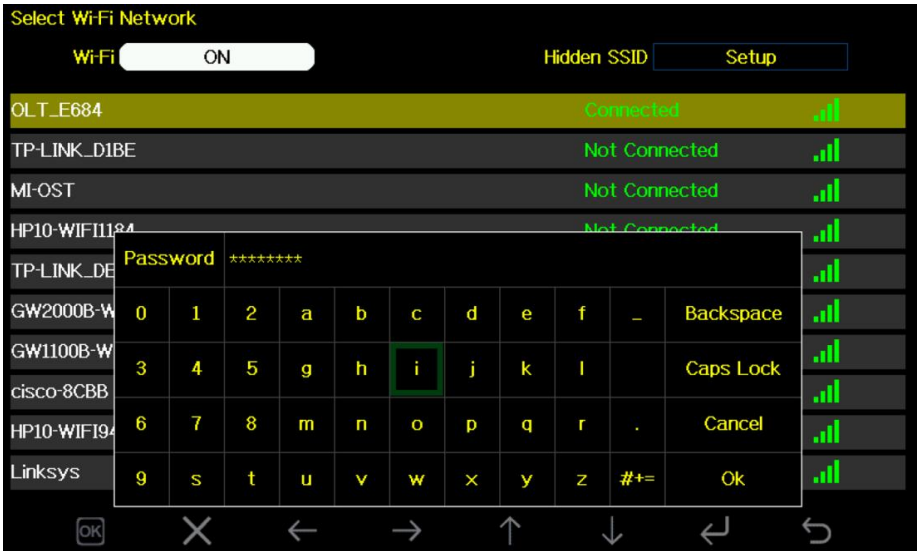 Select Wi-Fi Network
Wi-Fi ON Hidden SSID Setup
OLT_E684 Connected
TP-LINK_D1BE Not Connected
MI-OST Not Connected
HP10-WIFI1184 Not Connected
TP-LINK_DE
GW2000B-W
GW1100B-W
cisco-8CBB
HP10-WIFI94
Linksys
Password ********
0 1 2 a b c d e f _ Backspace
3 4 5 g h i j k l Caps Lock
6 7 8 m n o p q r . Cancel
9 s t u v w x y z #+= Ok
OK